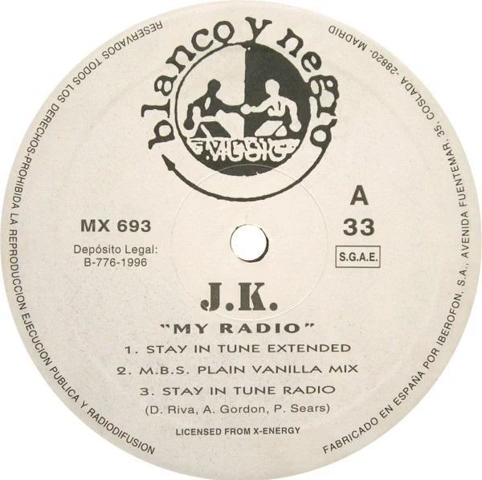 blanco y negro
MUSIC
MX 693
Depósito Legal:
B-776-1996
A
33
S.G.A.E.
J.K.
"MY RADIO"
1. STAY IN TUNE EXTENDED
2. M.B.S. PLAIN VANILLA MIX
3. STAY IN TUNE RADIO
(D. Riva, A. Gordon, P. Sears)
LICENSED FROM X-ENERGY
RESERVADOS TODOS LOS DERECHOS-PROHIBIDA LA REPRODUCCION EJECUCION PUBLICA Y RADIODIFUSION
FABRICADO EN ESPAÑA POR IBEROFON, S.A., AVENIDA FUENTEMAR, 35, COSLADA -28820- MADRID